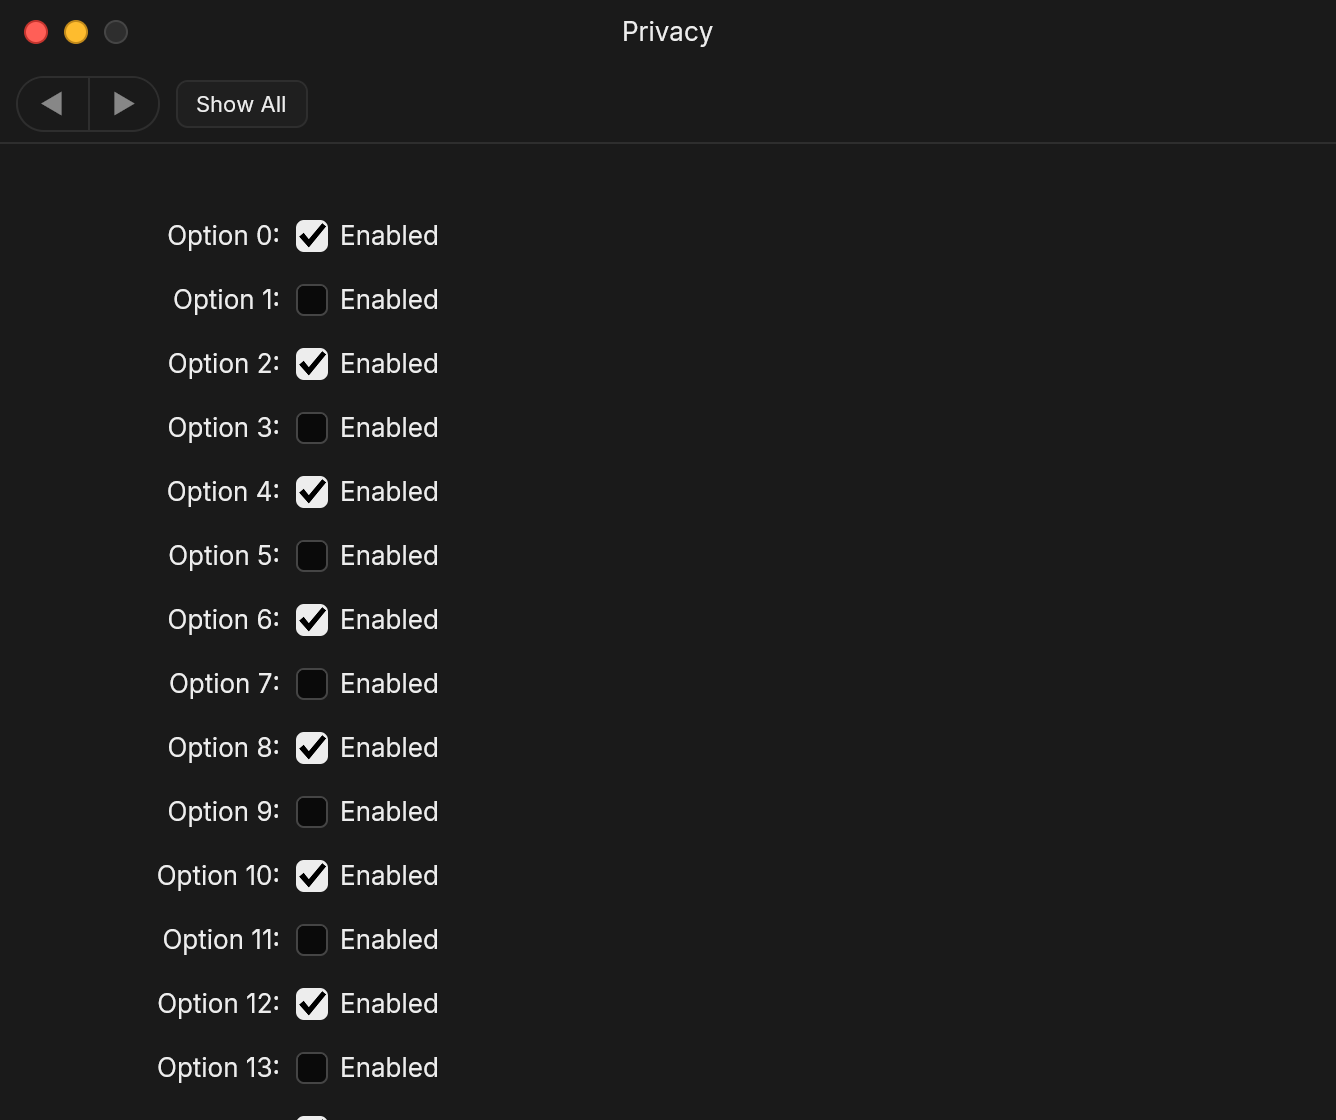 Privacy
Show All
Option 0: Enabled
Option 1: Enabled
Option 2: Enabled
Option 3: Enabled
Option 4: Enabled
Option 5: Enabled
Option 6: Enabled
Option 7: Enabled
Option 8: Enabled
Option 9: Enabled
Option 10: Enabled
Option 11: Enabled
Option 12: Enabled
Option 13: Enabled